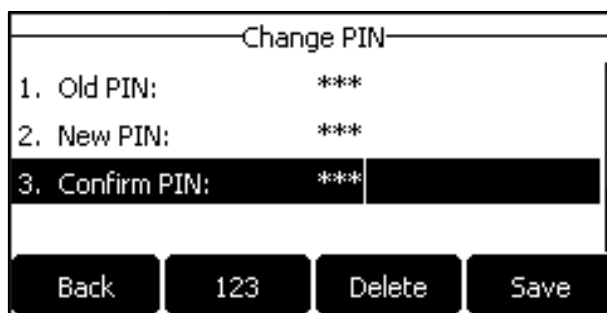 Change PIN
1. Old PIN: ***
2. New PIN: ***
3. Confirm PIN: ***
Back 123 Delete Save